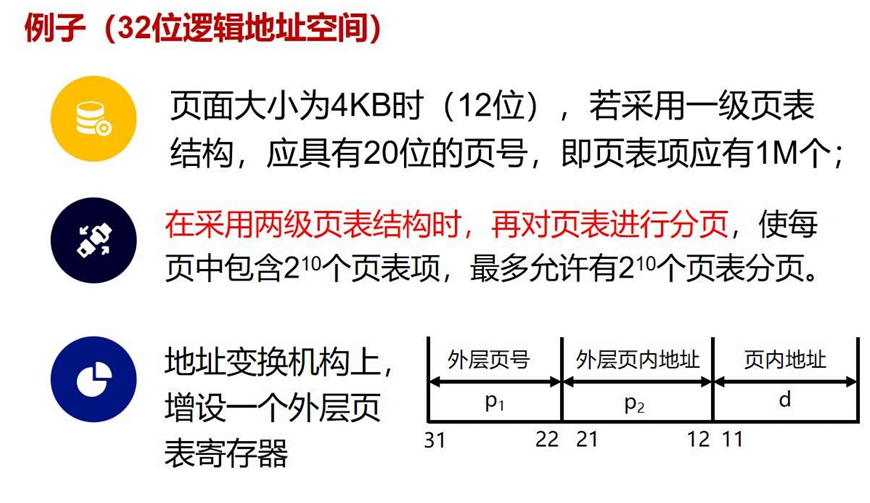 例子（32位逻辑地址空间）
页面大小为4KB时（12位），若采用一级页表
结构，应具有20位的页号，即页表项应有1M个；
在采用两级页表结构时，再对页表进行分页，使每
页中包含2¹⁰个页表项，最多允许有2¹⁰个页表分页。
地址变换机构上，
增设一个外层页
表寄存器
外层页号 外层页内地址 页内地址
p₁ p₂ d
31 22 21 12 11